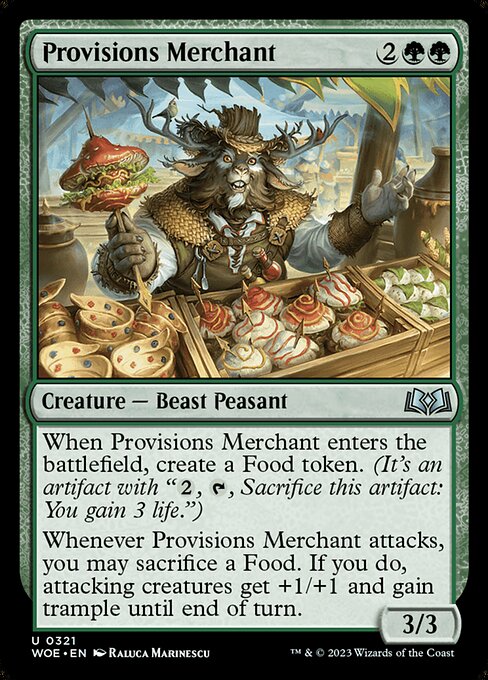 Provisions Merchant 2
Creature — Beast Peasant
When Provisions Merchant enters the
battlefield, create a Food token. (It's an
artifact with “2, , Sacrifice this artifact:
You gain 3 life.”)
Whenever Provisions Merchant attacks,
you may sacrifice a Food. If you do,
attacking creatures get +1/+1 and gain
trample until end of turn.
3/3
U 0321
WOE • EN Raluca Marinescu
™ & © 2023 Wizards of the Coast